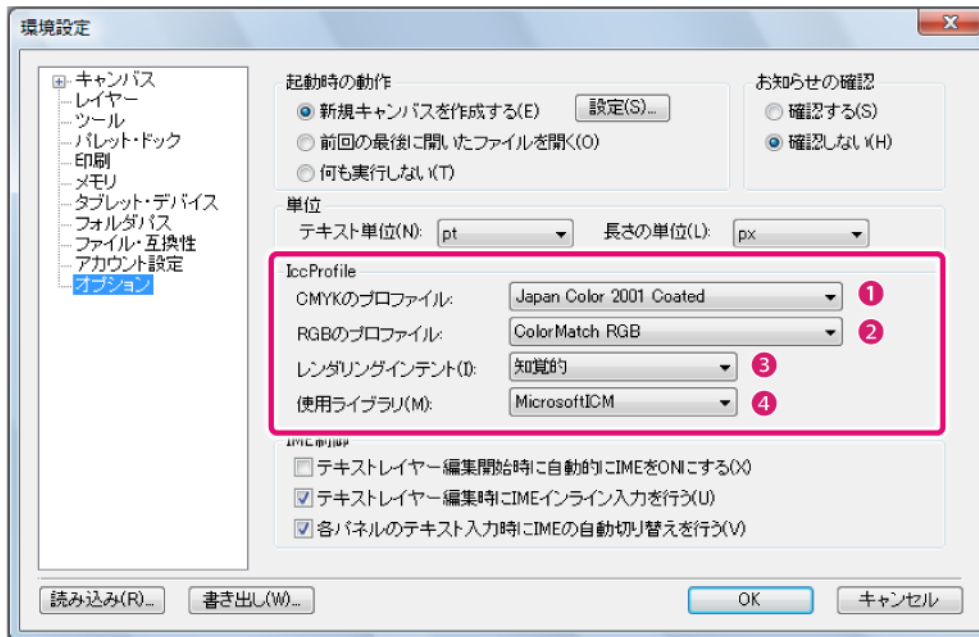 環境設定
キャンバス
レイヤー
ツール
パレット・ドック
印刷
メモリ
タブレット・デバイス
フォルダパス
ファイル・互換性
アカウント設定
オプション
起動時の動作
新規キャンバスを作成する(E)
設定(S)...
前回の最後に開いたファイルを開く(O)
何も実行しない(T)
お知らせの確認
確認する(S)
確認しない(H)
単位
テキスト単位(N): pt
長さの単位(L): px
IccProfile
CMYKのプロファイル: Japan Color 2001 Coated 1
RGBのプロファイル: ColorMatch RGB 2
レンダリングインテント(I): 知覚的 3
使用ライブラリ(M): MicrosoftICM 4
IME制御
テキストレイヤー編集開始時に自動的にIMEをONにする(X)
テキストレイヤー編集時にIMEインライン入力を行う(U)
各パネルのテキスト入力時にIMEの自動切り替えを行う(V)
読み込み(R)... 書き出し(W)... OK キャンセル